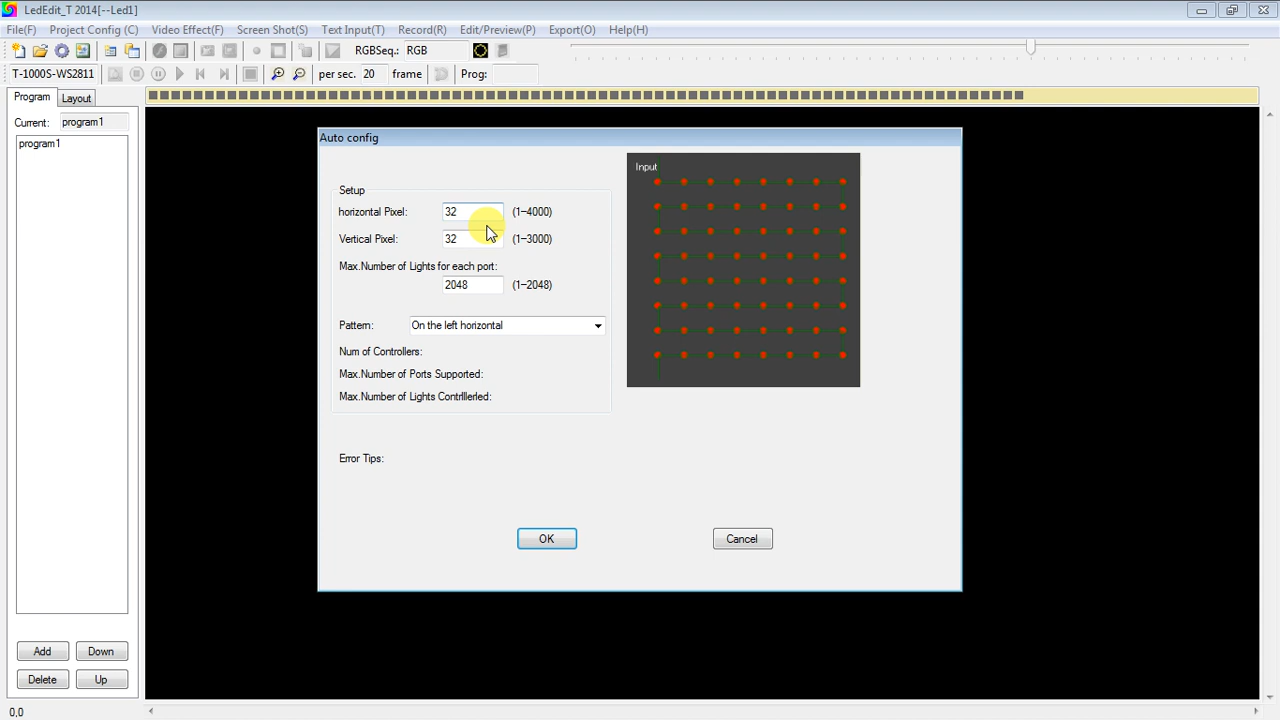 LedEdit_T 2014[--Led1]
File(F) Project Config (C) Video Effect(F) Screen Shot(S) Text Input(T) Record(R) Edit/Preview(P) Export(O) Help(H)
RGBSeq.: RGB
T-1000S-WS2811 per sec. 20 frame Prog:
Program Layout
Current: program1
program1
Auto config
Input
Setup
horizontal Pixel: 32 (1-4000)
Vertical Pixel: 32 (1-3000)
Max.Number of Lights for each port:
2048 (1-2048)
Pattern: On the left horizontal
Num of Controllers:
Max.Number of Ports Supported:
Max.Number of Lights Contrlllerled:
Error Tips:
OK Cancel
Add Down
Delete Up
0,0